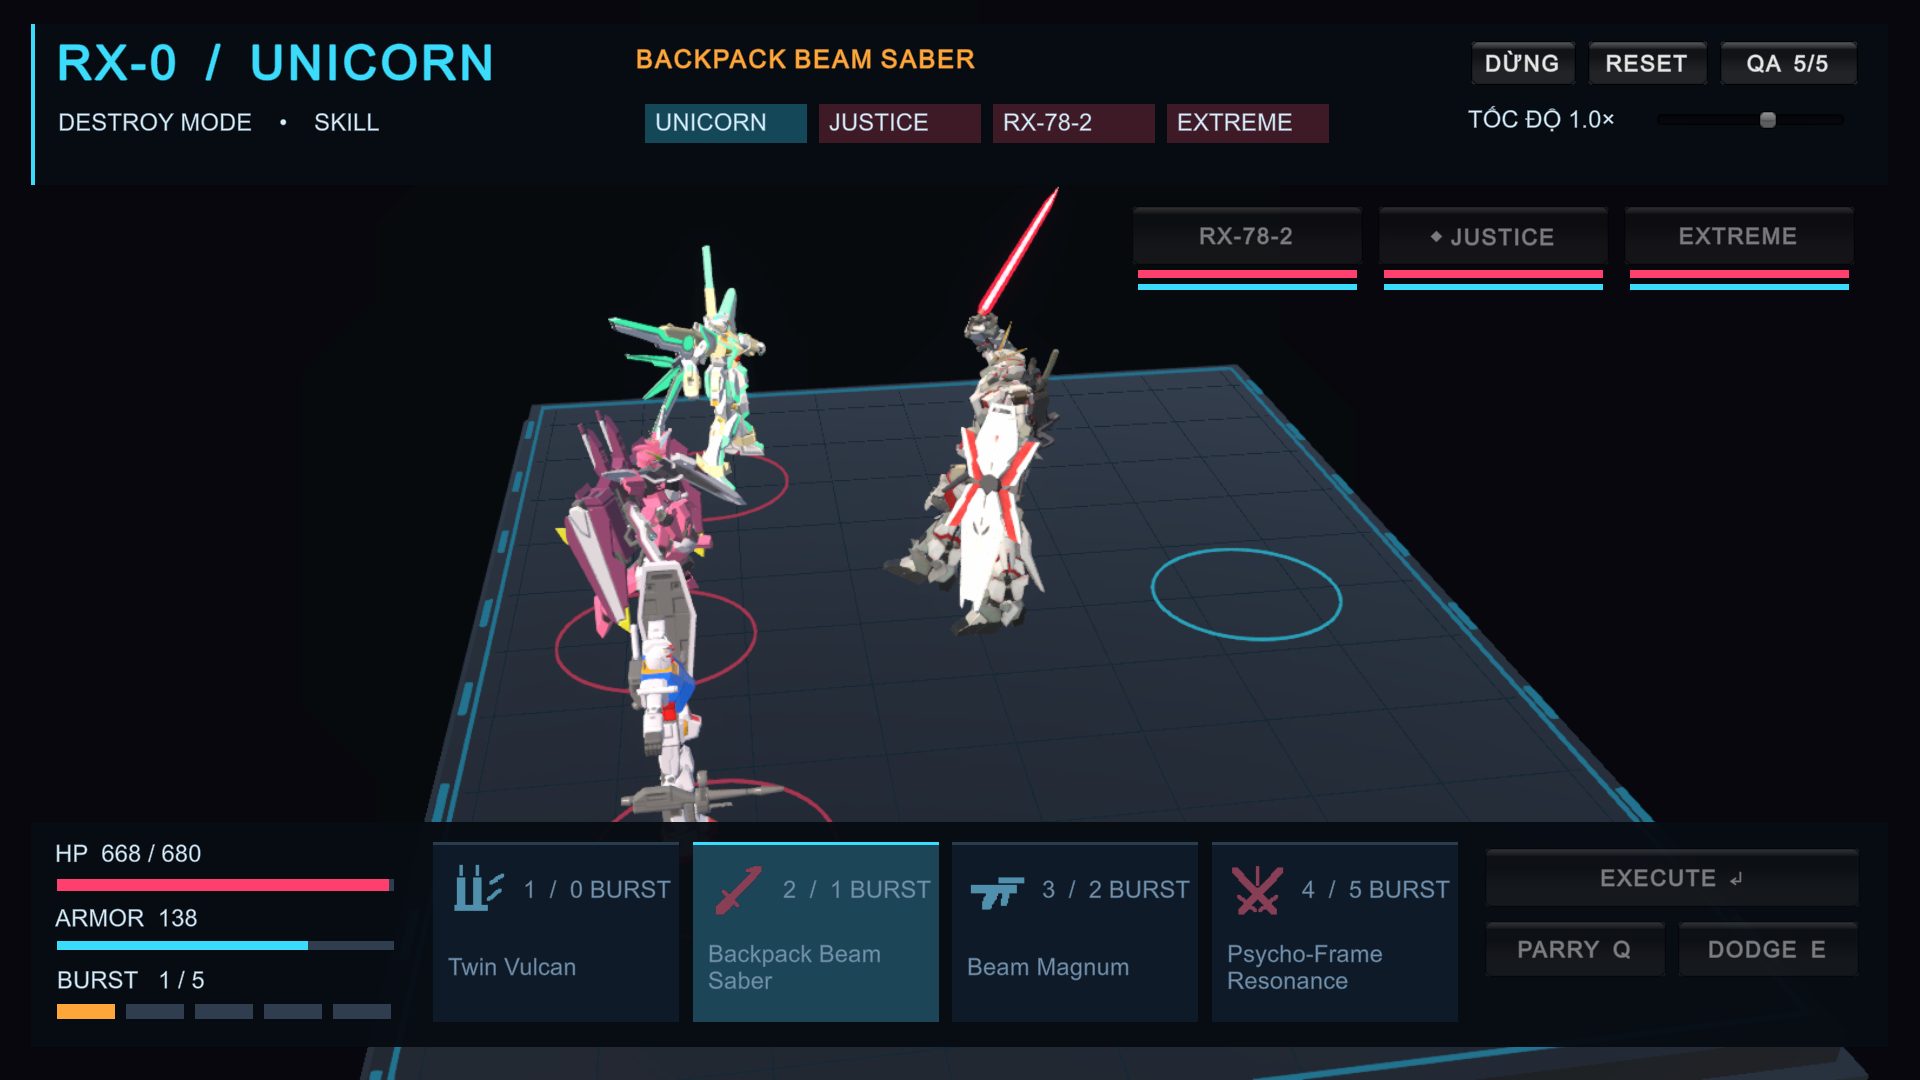 RX-0 / UNICORN
DESTROY MODE • SKILL
BACKPACK BEAM SABER
UNICORN
JUSTICE
RX-78-2
EXTREME
DỪNG
RESET
QA 5/5
TỐC ĐỘ 1.0×
RX-78-2
◆ JUSTICE
EXTREME
HP 668 / 680
ARMOR 138
BURST 1 / 5
1 / 0 BURST
Twin Vulcan
2 / 1 BURST
Backpack Beam
Saber
3 / 2 BURST
Beam Magnum
4 / 5 BURST
Psycho-Frame
Resonance
EXECUTE ↲
PARRY Q
DODGE E